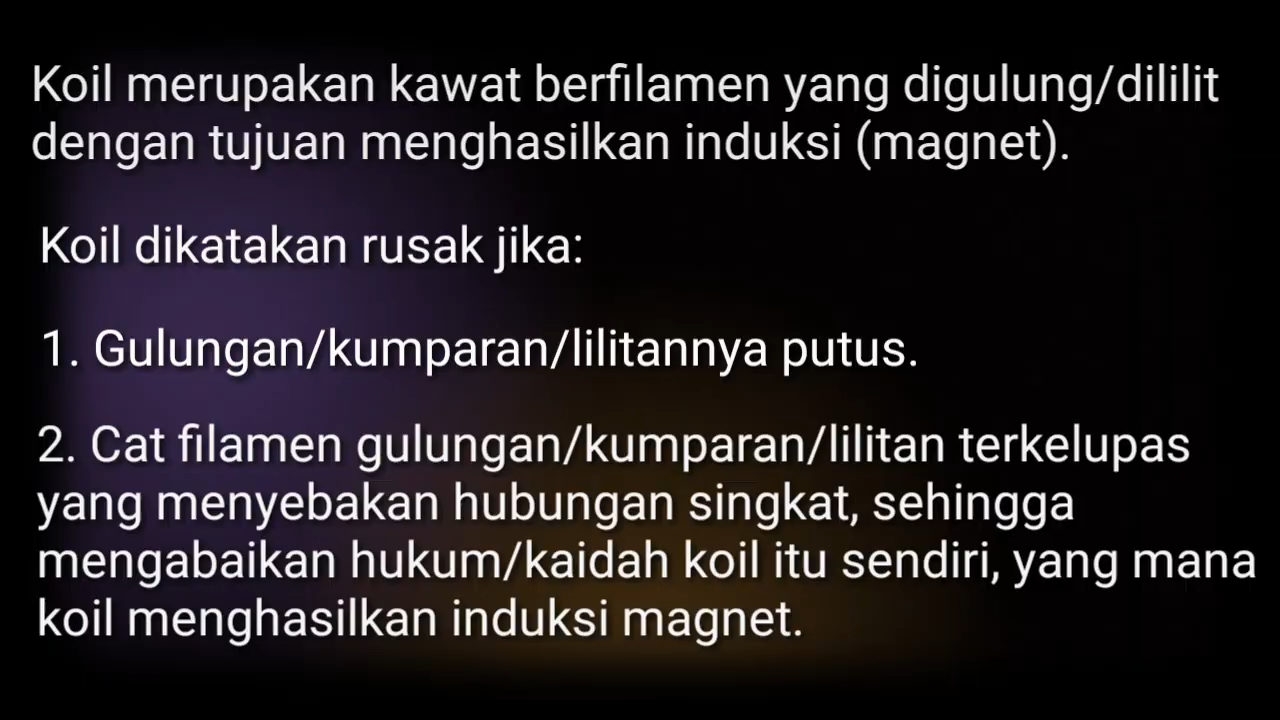 Koil merupakan kawat berfilamen yang digulung/dililit
dengan tujuan menghasilkan induksi (magnet).
Koil dikatakan rusak jika:
1. Gulungan/kumparan/lilitannya putus.
2. Cat filamen gulungan/kumparan/lilitan terkelupas
yang menyebakan hubungan singkat, sehingga
mengabaikan hukum/kaidah koil itu sendiri, yang mana
koil menghasilkan induksi magnet.